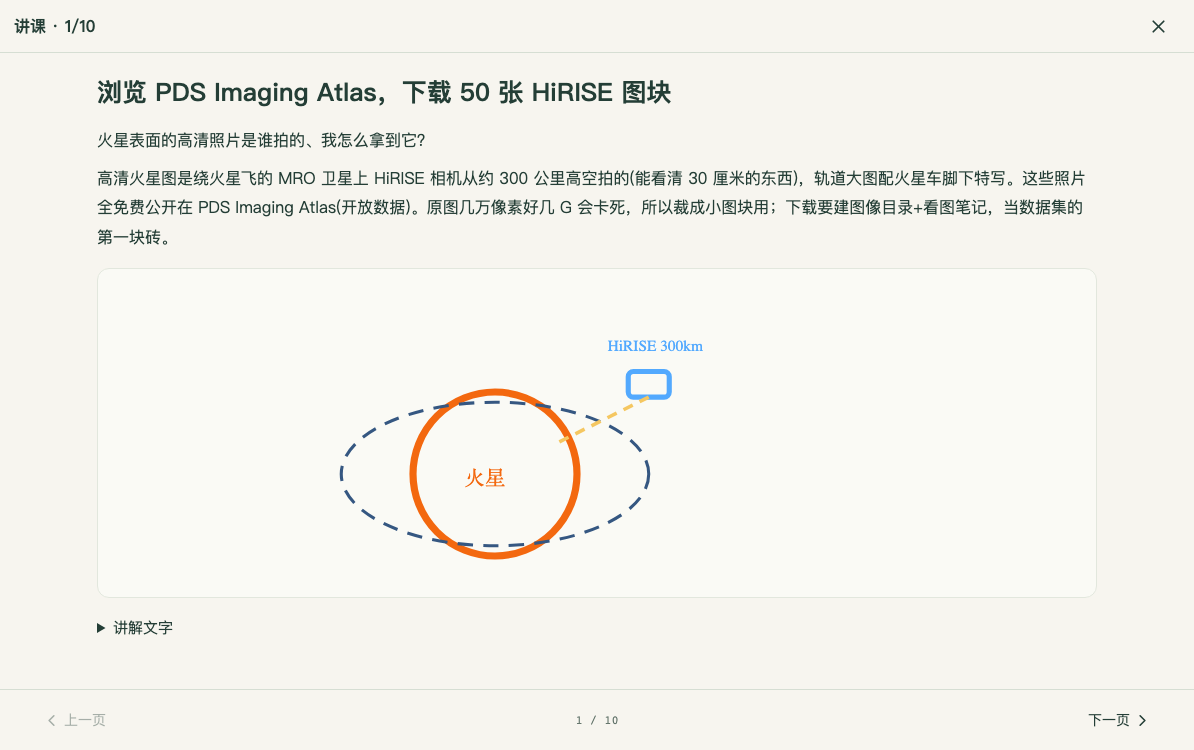 讲课 · 1/10
浏览 PDS Imaging Atlas，下载 50 张 HiRISE 图块
火星表面的高清照片是谁拍的、我怎么拿到它?
高清火星图是绕火星飞的 MRO 卫星上 HiRISE 相机从约 300 公里高空拍的(能看清 30 厘米的东西)，轨道大图配火星车脚下特写。这些照片
全免费公开在 PDS Imaging Atlas(开放数据)。原图几万像素好几 G 会卡死，所以裁成小图块用；下载要建图像目录+看图笔记，当数据集的
第一块砖。
HiRISE 300km
火星
讲解文字
上一页
1 / 10
下一页